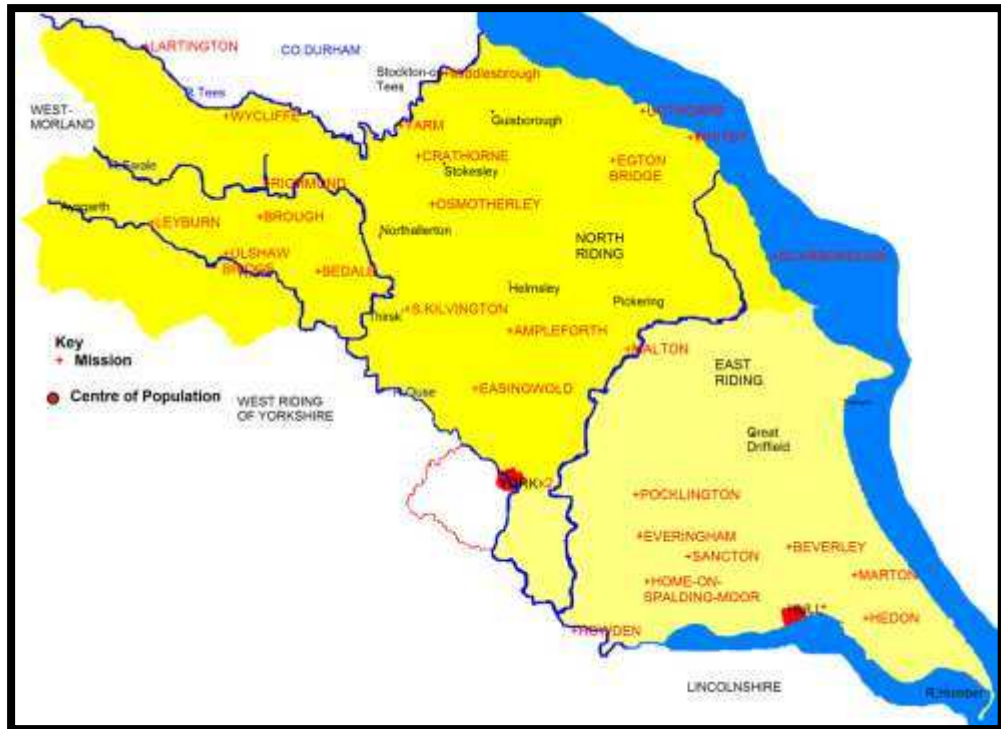 +LARTINGTON
CO.DURHAM
Stockton-on
Tees
R.Tees
WEST-
MORLAND
+WYCLIFFE
+YARM
Guisborough
+CRATHORNE
Stokesley
+EGTON
BRIDGE
+RICHMOND
Aysgarth
+LEYBURN
+BROUGH
+OSMOTHERLEY
Northallerton
NORTH
RIDING
+ULSHAW
BRIDGE
+BEDALE
Helmsley
Pickering
+S.KILVINGTON
Thirsk
+AMPLEFORTH
+MALTON
Key
+ Mission
Centre of Population
EAST
RIDING
+EASINGWOLD
R.Ouse
WEST RIDING
OF YORKSHIRE
Great
Driffield
YORKx2
+POCKLINGTON
+EVERINGHAM
+SANCTON
+BEVERLEY
+HOME-ON-
SPALDING-MOOR
+MARTON
+HEDON
+HOWDEN
LINCOLNSHIRE
R.Humber